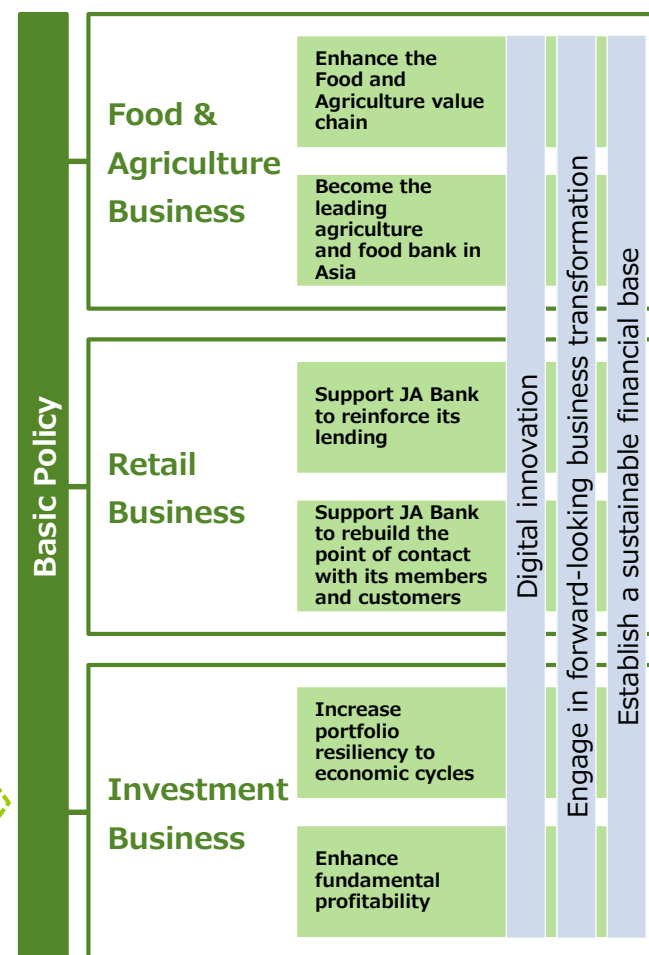 Basic Policy
Food &
Agriculture
Business
Enhance the
Food and
Agriculture value
chain
Become the
leading
agriculture
and food bank in
Asia
Retail
Business
Support JA Bank
to reinforce its
lending
Support JA Bank
to rebuild the
point of contact
with its members
and customers
Investment
Business
Increase
portfolio
resiliency to
economic cycles
Enhance
fundamental
profitability
Digital innovation
Engage in forward-looking business transformation
Establish a sustainable financial base